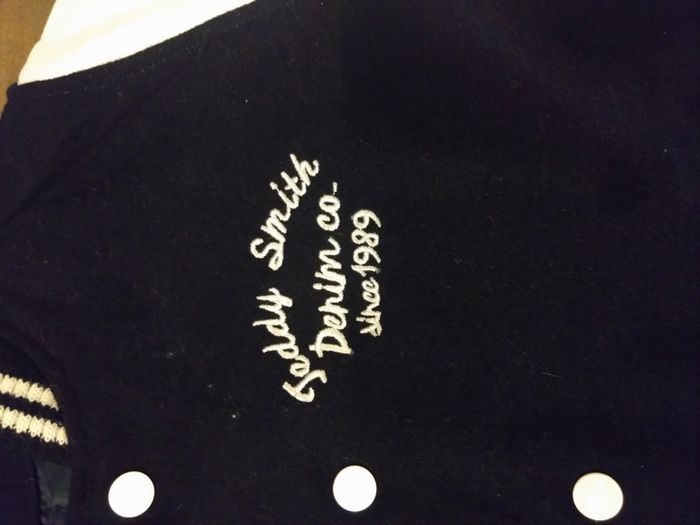 Teddy Smith
Denim co.
since 1989